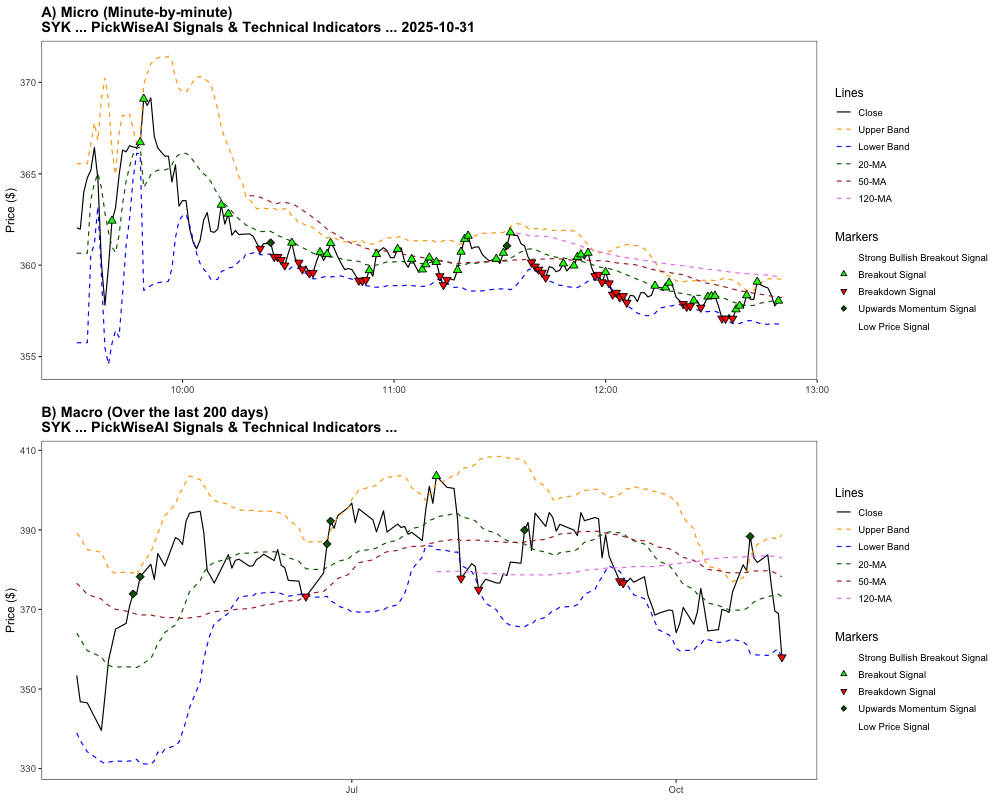 A) Micro (Minute-by-minute)
SYK ... PickWiseAI Signals & Technical Indicators ... 2025-10-31
Price ($)
370
365
360
355
10:00
11:00
12:00
13:00
Lines
Close
Upper Band
Lower Band
20-MA
50-MA
120-MA
Markers
Strong Bullish Breakout Signal
Breakout Signal
Breakdown Signal
Upwards Momentum Signal
Low Price Signal
B) Macro (Over the last 200 days)
SYK ... PickWiseAI Signals & Technical Indicators ...
Price ($)
410
390
370
350
330
Jul
Oct
Lines
Close
Upper Band
Lower Band
20-MA
50-MA
120-MA
Markers
Strong Bullish Breakout Signal
Breakout Signal
Breakdown Signal
Upwards Momentum Signal
Low Price Signal